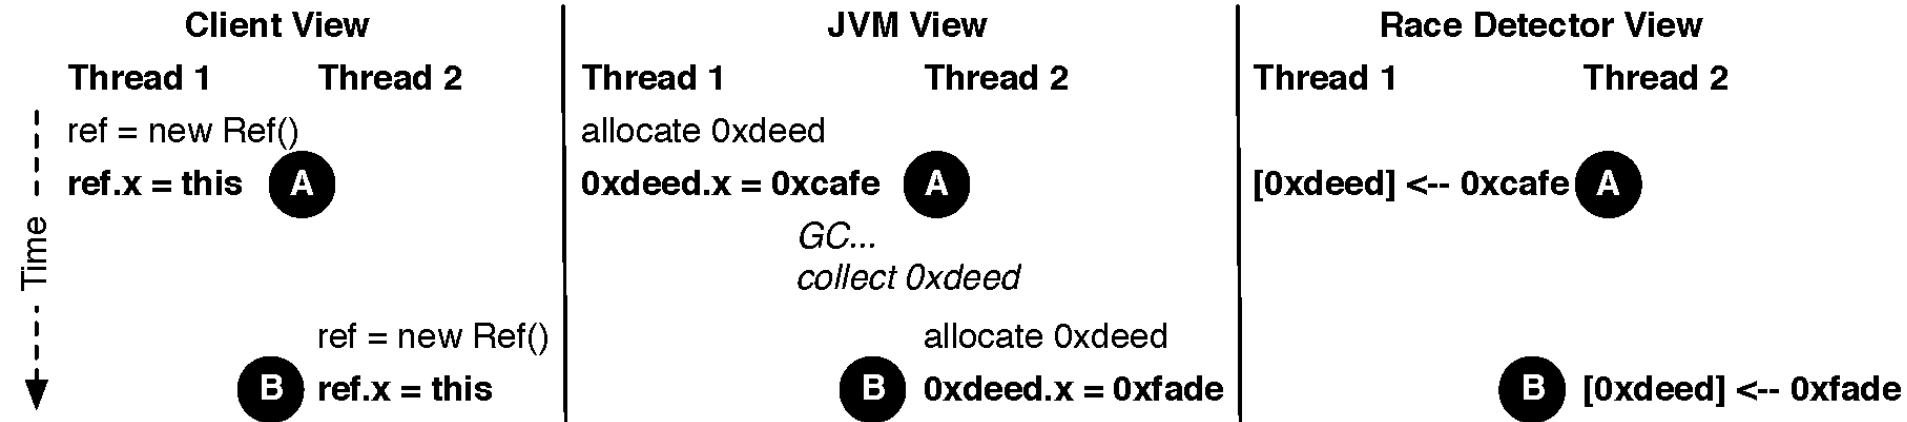 Client View
JVM View
Race Detector View
Thread 1 Thread 2
Thread 1 Thread 2
Thread 1 Thread 2
Time
ref = new Ref()
ref.x = this A
ref = new Ref()
B ref.x = this
allocate 0xdeed
0xdeed.x = 0xcafe A
GC...
collect 0xdeed
allocate 0xdeed
B 0xdeed.x = 0xfade
[0xdeed] <-- 0xcafe A
B [0xdeed] <-- 0xfade